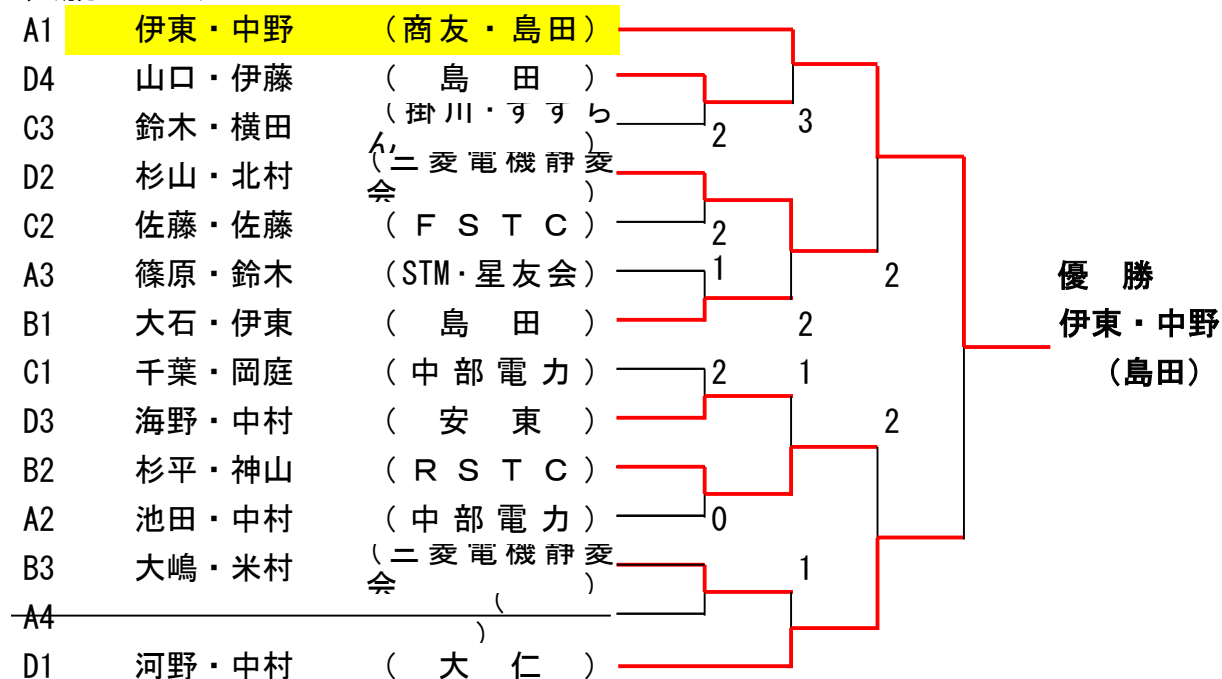 A1 伊東・中野 (商友・島田)
D4 山口・伊藤 (島田)
C3 鈴木・横田 (掛川・すずらん)
2 3
D2 杉山・北村 (三菱電機静菱会)
C2 佐藤・佐藤 (FSTC)
2
A3 篠原・鈴木 (STM・星友会)
1 2
優 勝
B1 大石・伊東 (島田)
2
伊東・中野
C1 千葉・岡庭 (中部電力)
2 1
(島田)
D3 海野・中村 (安東)
2
B2 杉平・神山 (RSTC)
A2 池田・中村 (中部電力)
0
B3 大嶋・米村 (三菱電機静菱会)
1
A4 ( )
D1 河野・中村 (大仁)